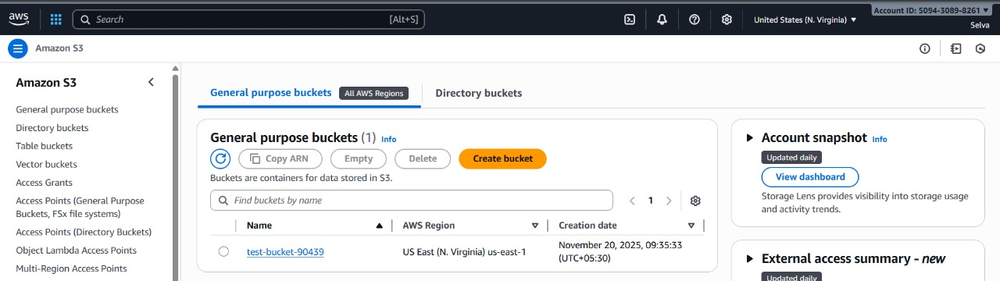 aws
Search [Alt+S]
United States (N. Virginia)
Account ID: 5094-3089-8261
Selva
Amazon S3
Amazon S3
General purpose buckets
Directory buckets
Table buckets
Vector buckets
Access Grants
Access Points (General Purpose
Buckets, FSx file systems)
Access Points (Directory Buckets)
Object Lambda Access Points
Multi-Region Access Points
General purpose buckets All AWS Regions Directory buckets
General purpose buckets (1) Info
Copy ARN Empty Delete Create bucket
Buckets are containers for data stored in S3.
Find buckets by name 1
Name AWS Region Creation date
test-bucket-90439 US East (N. Virginia) us-east-1 November 20, 2025, 09:35:33
(UTC+05:30)
Account snapshot Info
Updated daily
View dashboard
Storage Lens provides visibility into storage usage
and activity trends.
External access summary - new
Updated daily